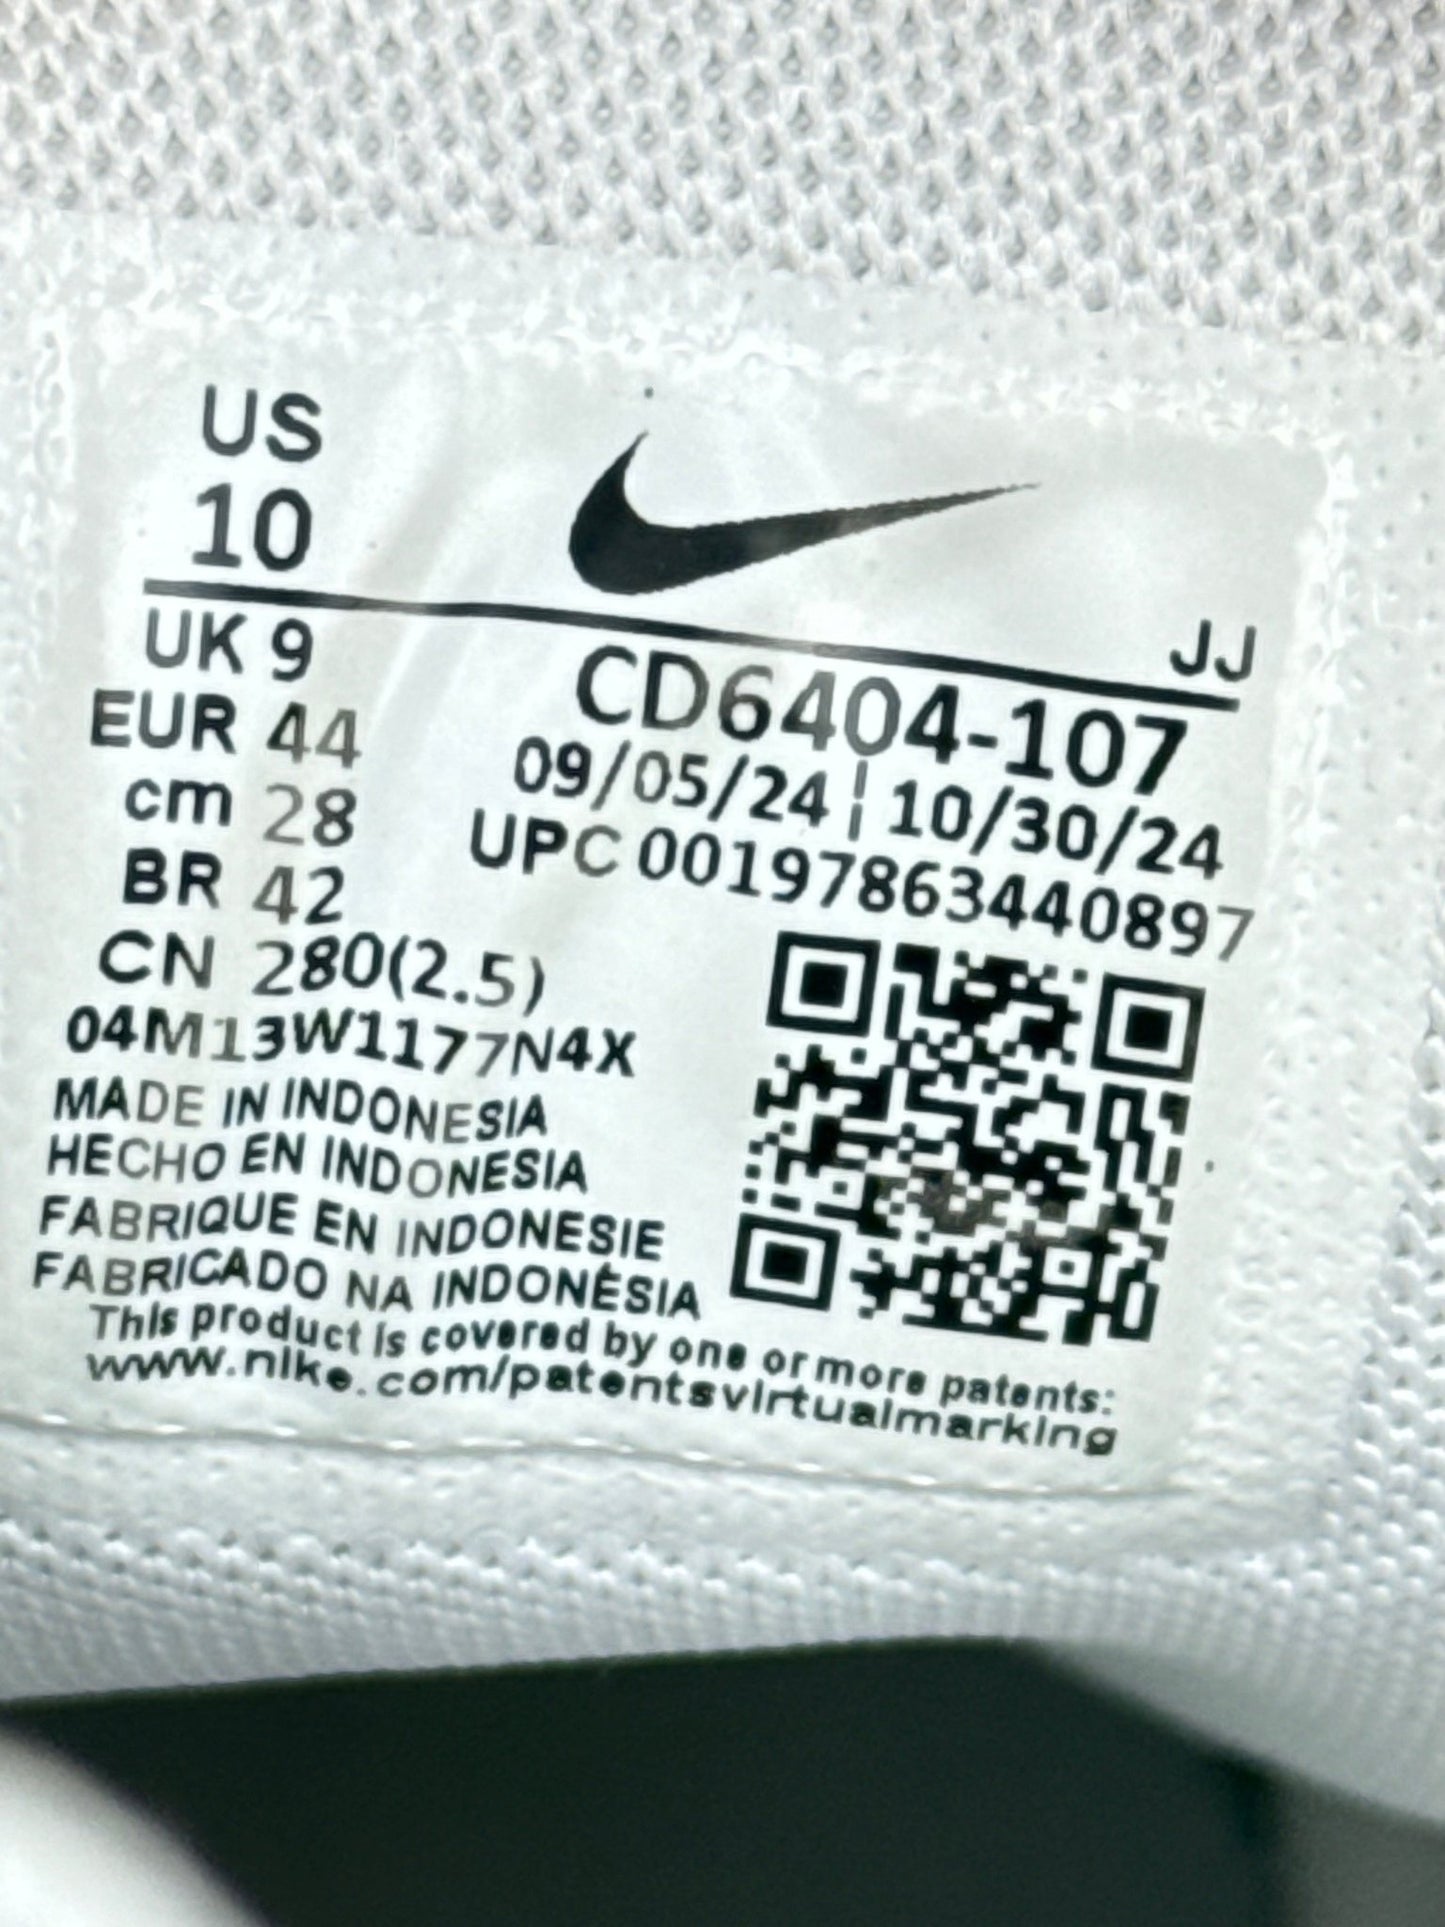 US
10
JJ
UK 9
EUR 44
cm 28
BR 42
CN 280(2.5)
04M13W1177N4X
CD6404-107
09/05/24 ¦ 10/30/24
UPC 00197863440897
MADE IN INDONESIA
HECHO EN INDONESIA
FABRIQUE EN INDONESIE
FABRICADO NA INDONÉSIA
This product is covered by one or more patents:
www.nike.com/patentsvirtualmarking